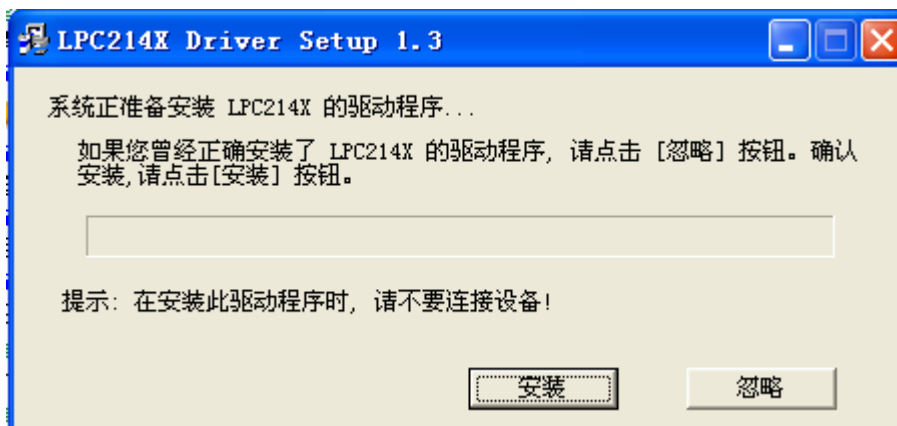 LPC214X Driver Setup 1.3
系统正准备安装 LPC214X 的驱动程序...
如果您曾经正确安装了 LPC214X 的驱动程序, 请点击 [忽略] 按钮。确认
安装,请点击[安装] 按钮。
提示: 在安装此驱动程序时, 请不要连接设备!
安装
忽略